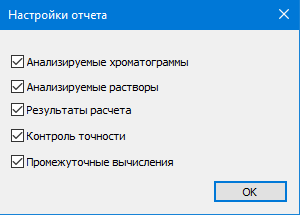 Настройки отчета
Анализируемые хроматограммы
Анализируемые растворы
Результаты расчета
Контроль точности
Промежуточные вычисления
OK